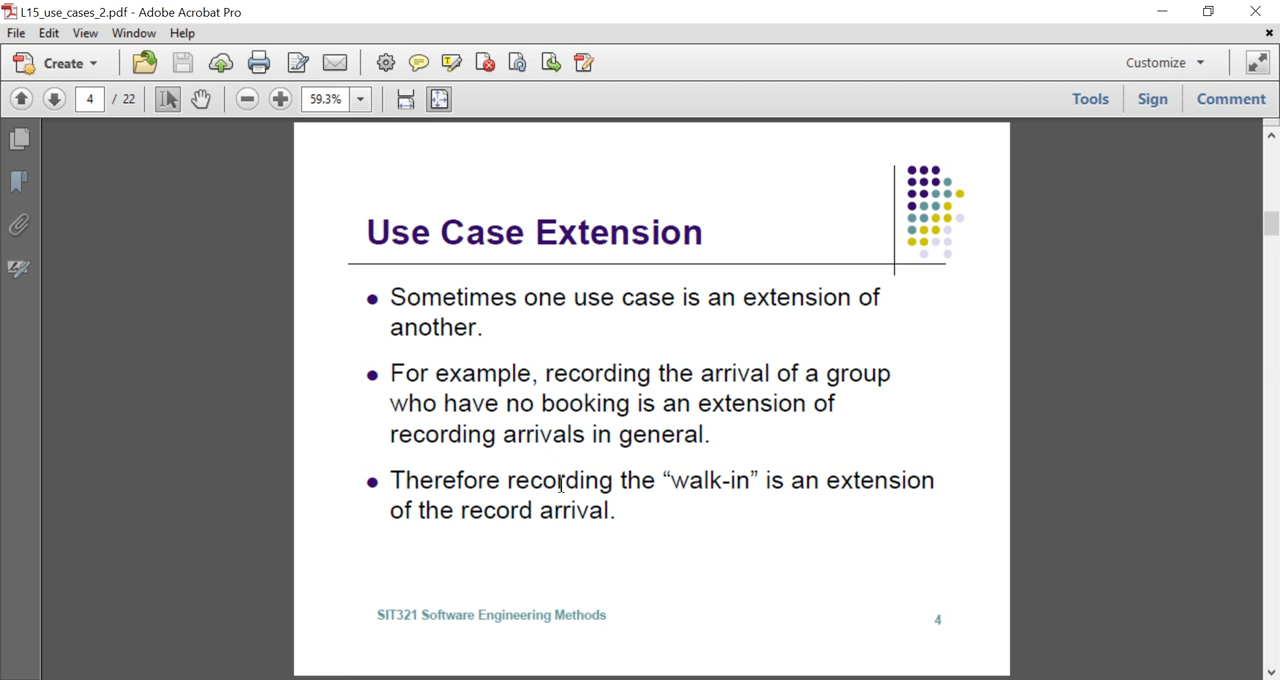 L15_use_cases_2.pdf - Adobe Acrobat Pro
File Edit View Window Help
Create Customize
4 / 22 59.3% Tools Sign Comment
Use Case Extension
• Sometimes one use case is an extension of
another.
• For example, recording the arrival of a group
who have no booking is an extension of
recording arrivals in general.
• Therefore recording the “walk-in” is an extension
of the record arrival.
SIT321 Software Engineering Methods 4